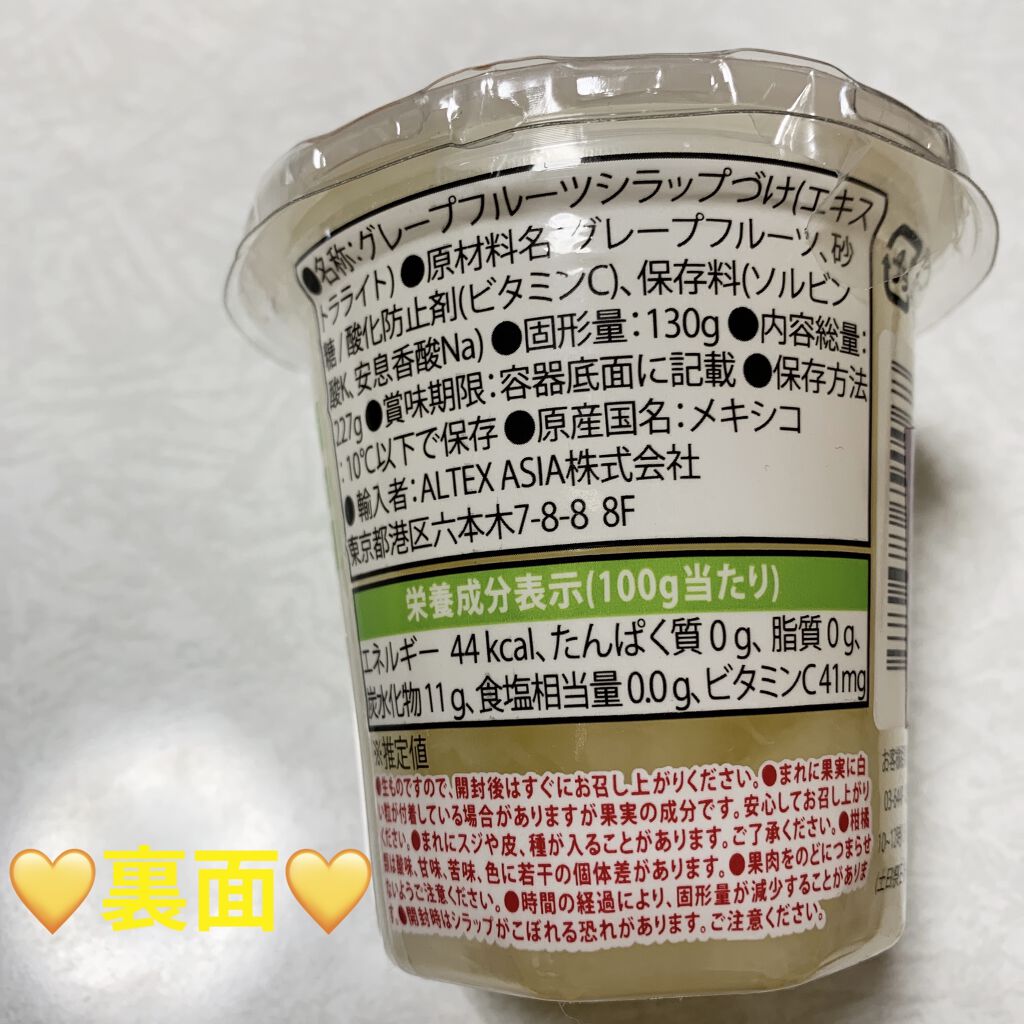 ●名称:グレープフルーツシラップづけ(エキス
トラライト)●原材料名:グレープフルーツ、砂
糖/酸化防止剤(ビタミンC)、保存料(ソルビン
酸K、安息香酸Na)●固形量:130g●内容総量:
227g●賞味期限:容器底面に記載●保存方法
:10℃以下で保存●原産国名:メキシコ
●輸入者:ALTEX ASIA株式会社
東京都港区六本木7-8-8 8F
栄養成分表示(100g当たり)
エネルギー 44kcal、たんぱく質0g、脂質0g、
炭水化物11g、食塩相当量0.0g、ビタミンC41mg
※推定値
●生ものですので、開封後はすぐにお召し上がりください。●まれに果実に白
い粒が付着している場合がありますが果実の成分です。安心してお召し上がり
ください。●まれにスジや皮、種が入ることがあります。ご了承ください。●柑橘
類は酸味、甘味、苦味、色に若干の個体差があります。●果肉をのどにつまらせ
ないようご注意ください。●時間の経過により、固形量が減少することがありま
す。●開封時はシラップがこぼれる恐れがあります。ご注意ください。
お客様
💛裏面💛